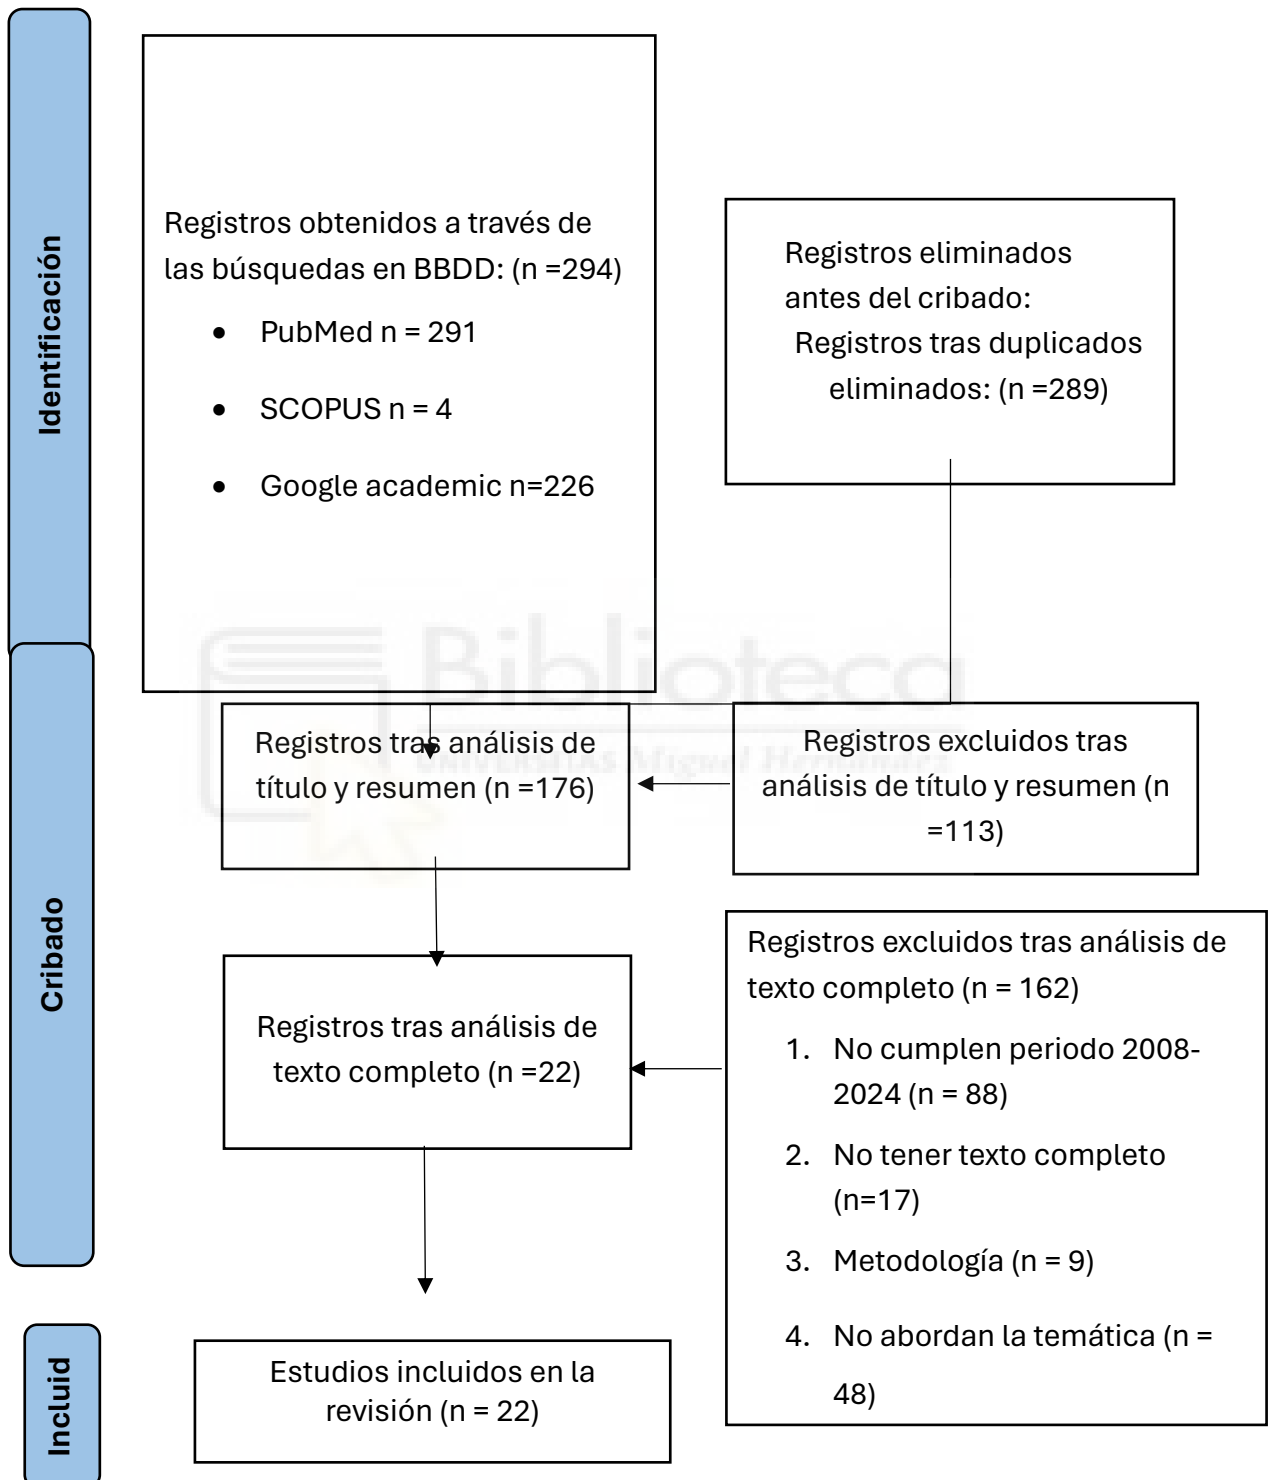 Identificación
Registros obtenidos a través de
las búsquedas en BBDD: (n =294)
• PubMed n = 291
• SCOPUS n = 4
• Google academic n=226
Registros eliminados
antes del cribado:
Registros tras duplicados
eliminados: (n =289)
Biblioteca
UNIVERSITAS Miguel Hernández
Cribado
Registros tras análisis de
título y resumen (n =176)
Registros excluidos tras
análisis de título y resumen (n
=113)
Registros tras análisis de
texto completo (n =22)
Registros excluidos tras análisis de
texto completo (n = 162)
1. No cumplen periodo 2008-
2024 (n = 88)
2. No tener texto completo
(n=17)
3. Metodología (n = 9)
4. No abordan la temática (n =
48)
Incluid
Estudios incluidos en la
revisión (n = 22)